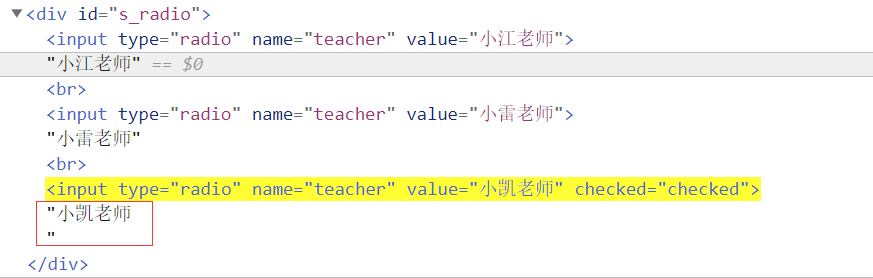 ▼<div id="s_radio">
<input type="radio" name="teacher" value="小江老师">
"小江老师" == $0
<br>
<input type="radio" name="teacher" value="小雷老师">
"小雷老师"
<br>
<input type="radio" name="teacher" value="小凯老师" checked="checked">
"小凯老师
"
</div>